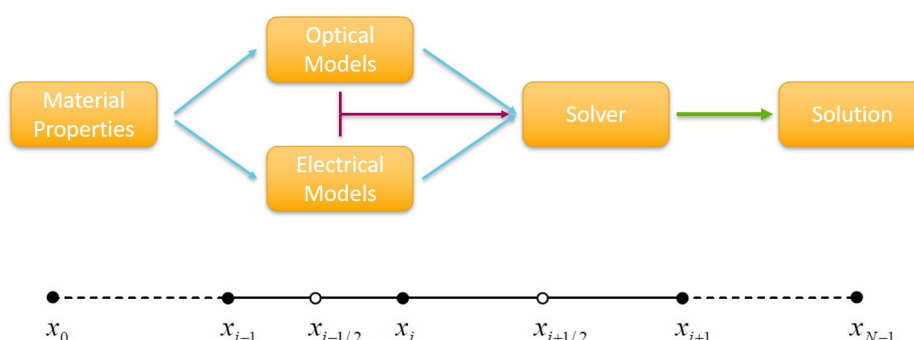 Optical
Models
Material
Properties
Solver
Solution
Electrical
Models
x₀ xᵢ₋₁ xᵢ₋₁/₂ xᵢ xᵢ₊₁/₂ xᵢ₊₁ x_N₋₁